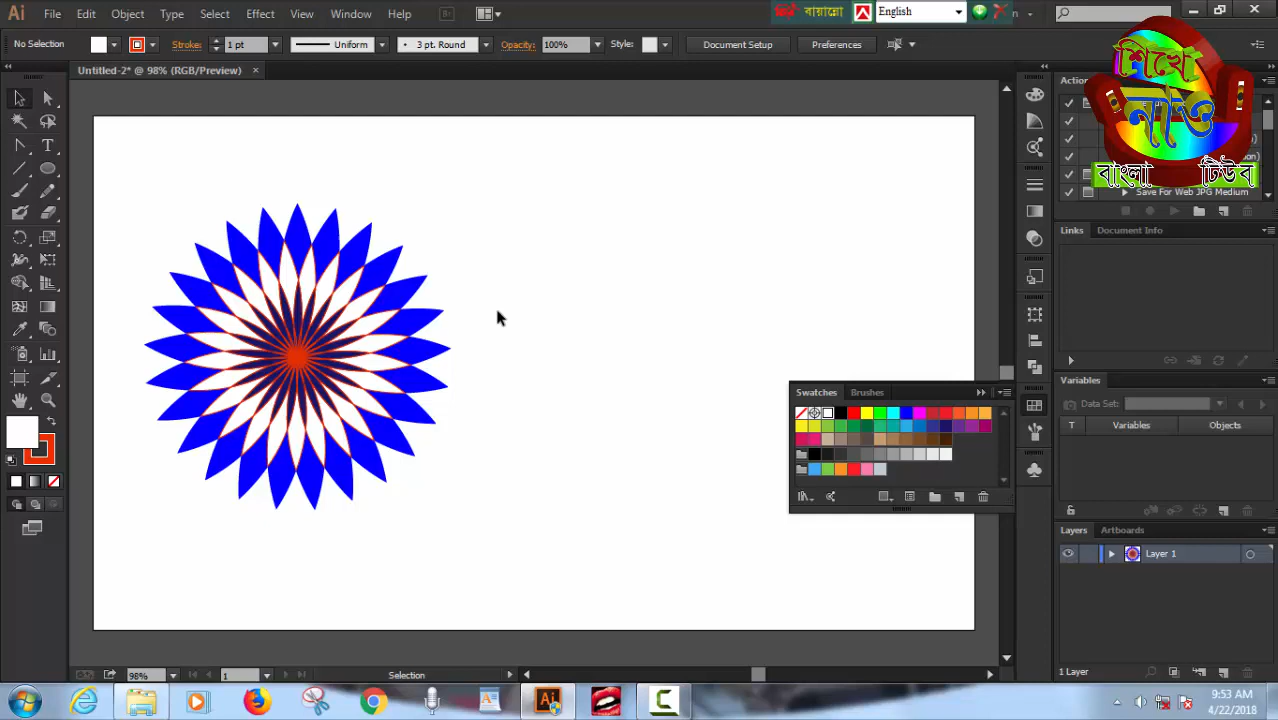 Ai File Edit Object Type Select Effect View Window Help Br
বায়ান্নো English
No Selection Stroke: 1 pt Uniform 3 pt. Round Opacity: 100% Style: Document Setup Preferences
Untitled-2* @ 98% (RGB/Preview) ×
শিখে
নাও
বাংলা টিউব
Action
Save For Web JPG Medium
Links Document Info
Swatches Brushes
Variables
Data Set:
T Variables Objects
Layers Artboards
Layer 1
1 Layer
98% 1 Selection
9:53 AM
4/22/2018